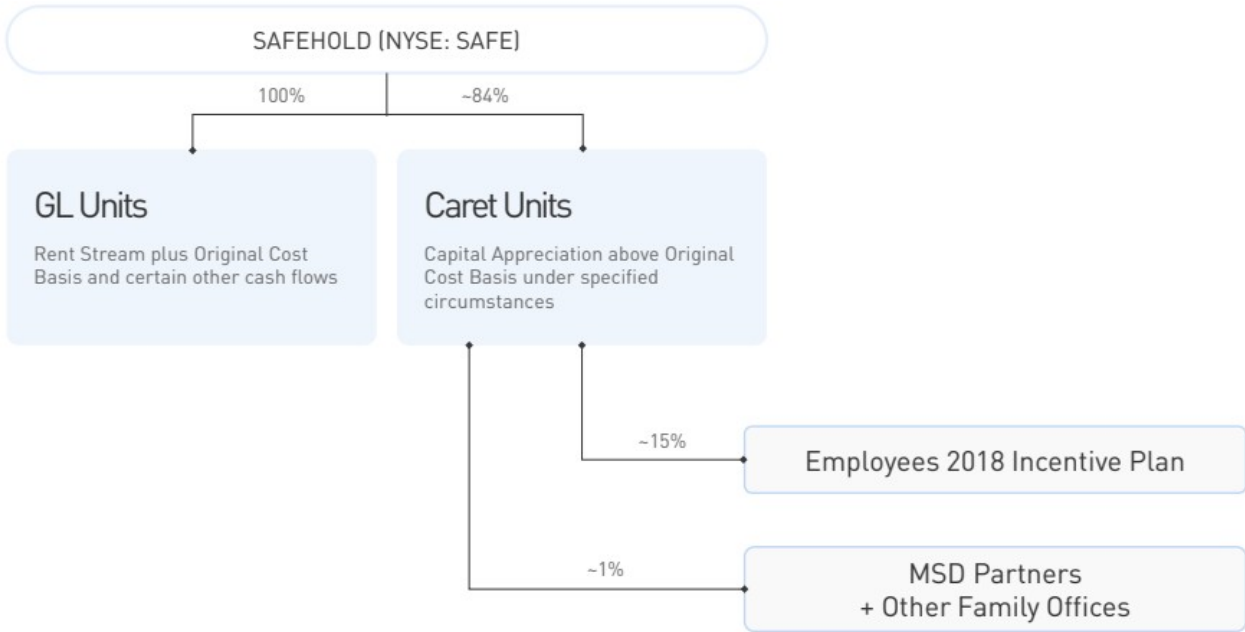 SAFEHOLD (NYSE: SAFE)
100%
~84%
GL Units
Rent Stream plus Original Cost
Basis and certain other cash flows
Caret Units
Capital Appreciation above Original
Cost Basis under specified
circumstances
~15%
Employees 2018 Incentive Plan
~1%
MSD Partners
+ Other Family Offices